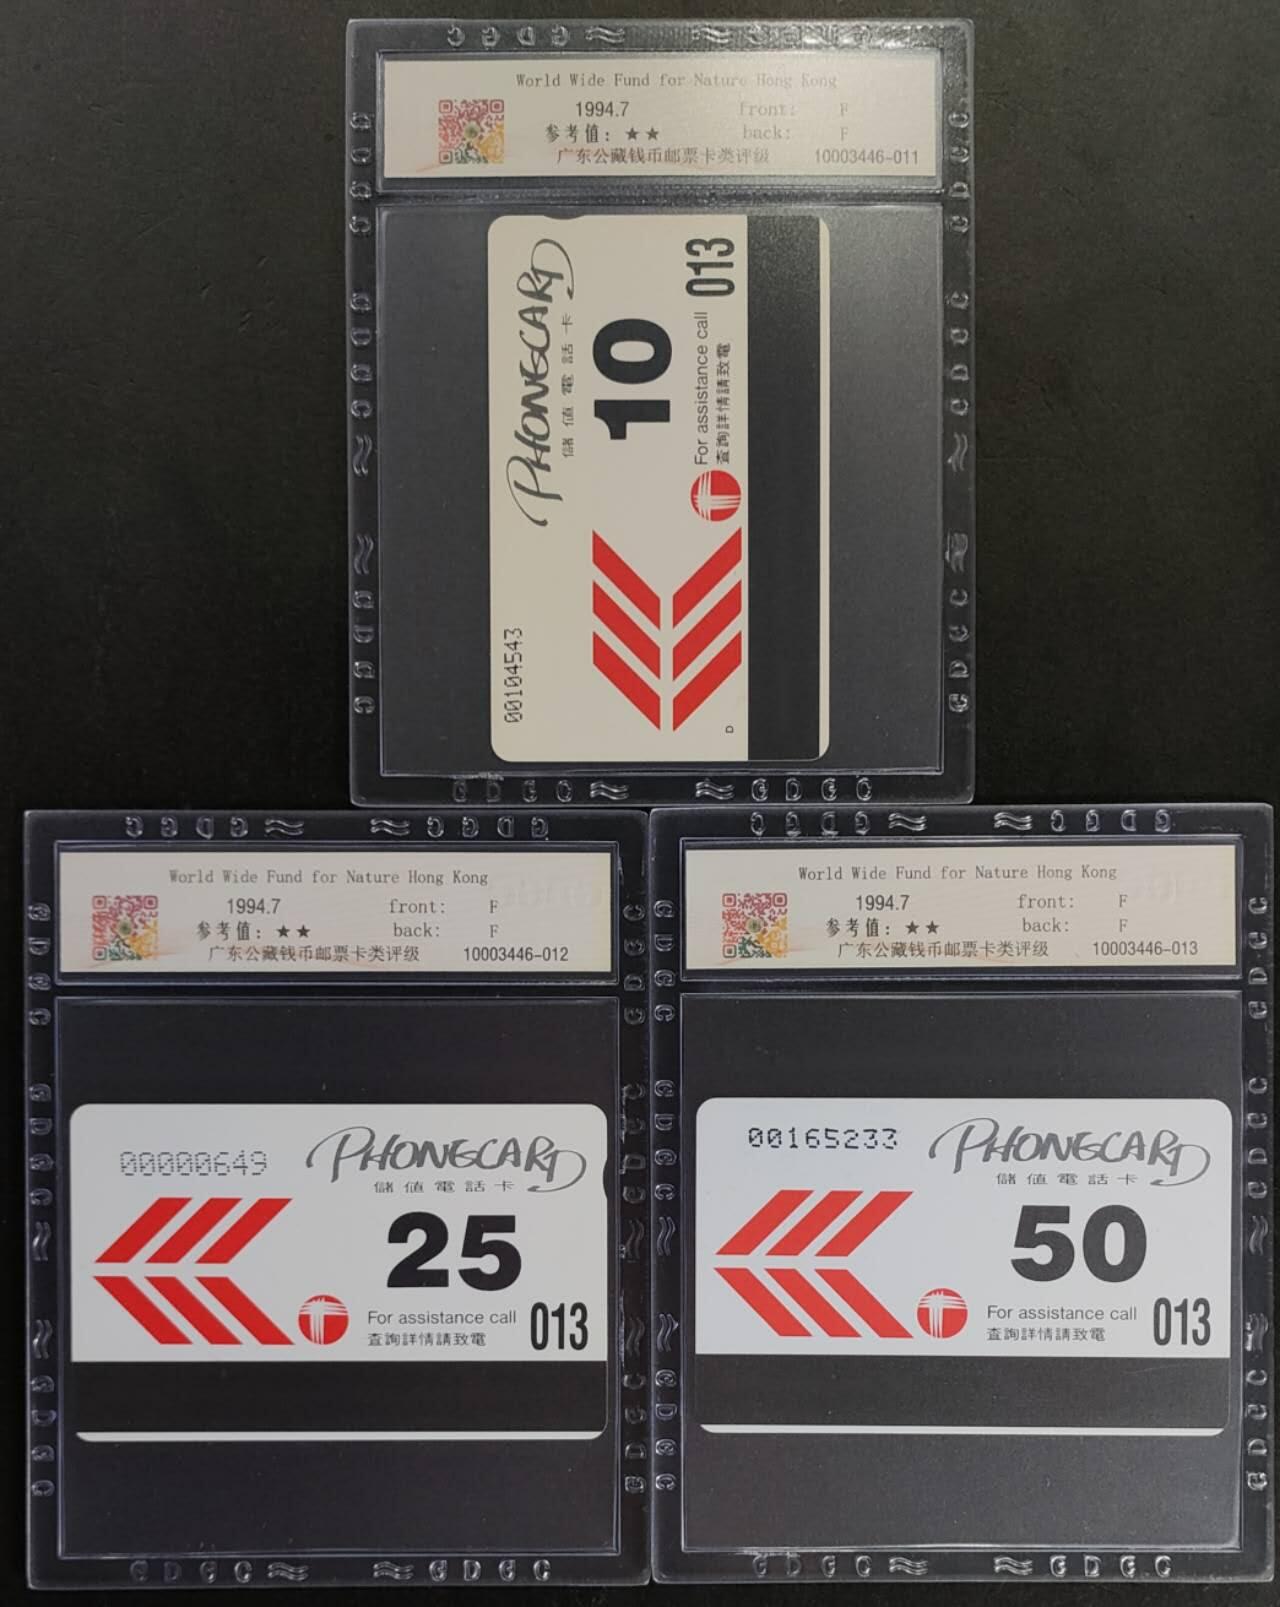 World Wide Fund for Nature Hong Kong
1994.7 front: F
参考值：★★ back: F
广东公藏钱币邮票卡类评级 10003446-011
PHONECARD
儲值電話卡
10
013
For assistance call
查詢詳情請致電
00104543
D
World Wide Fund for Nature Hong Kong
1994.7 front: F
参考值：★★ back: F
广东公藏钱币邮票卡类评级 10003446-012
00000649
PHONECARD
儲值電話卡
25
For assistance call 013
查詢詳情請致電
World Wide Fund for Nature Hong Kong
1994.7 front: F
参考值：★★ back: F
广东公藏钱币邮票卡类评级 10003446-013
00165233
PHONECARD
儲值電話卡
50
For assistance call 013
查詢詳情請致電